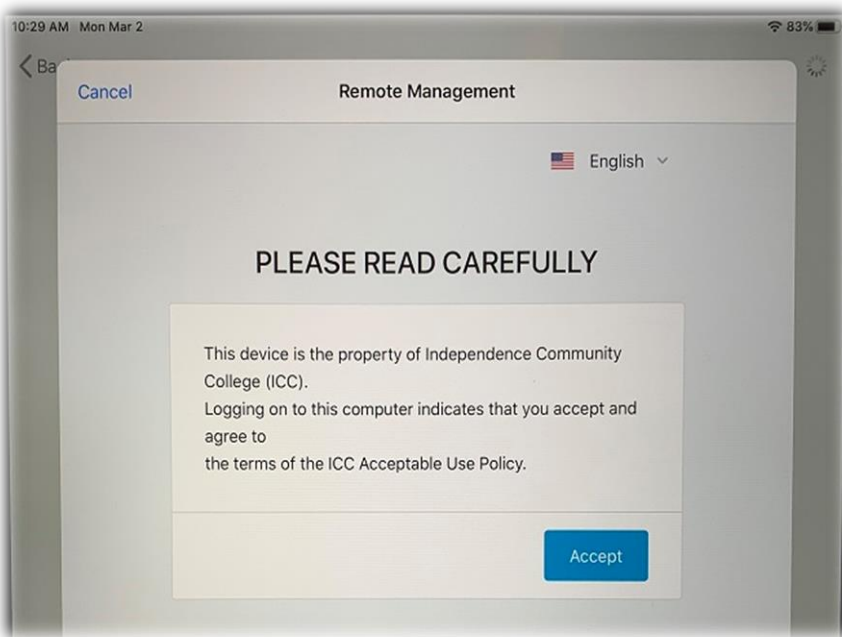 10:29 AM Mon Mar 2
83%
Ba
Cancel
Remote Management
English
PLEASE READ CAREFULLY
This device is the property of Independence Community
College (ICC).
Logging on to this computer indicates that you accept and
agree to
the terms of the ICC Acceptable Use Policy.
Accept